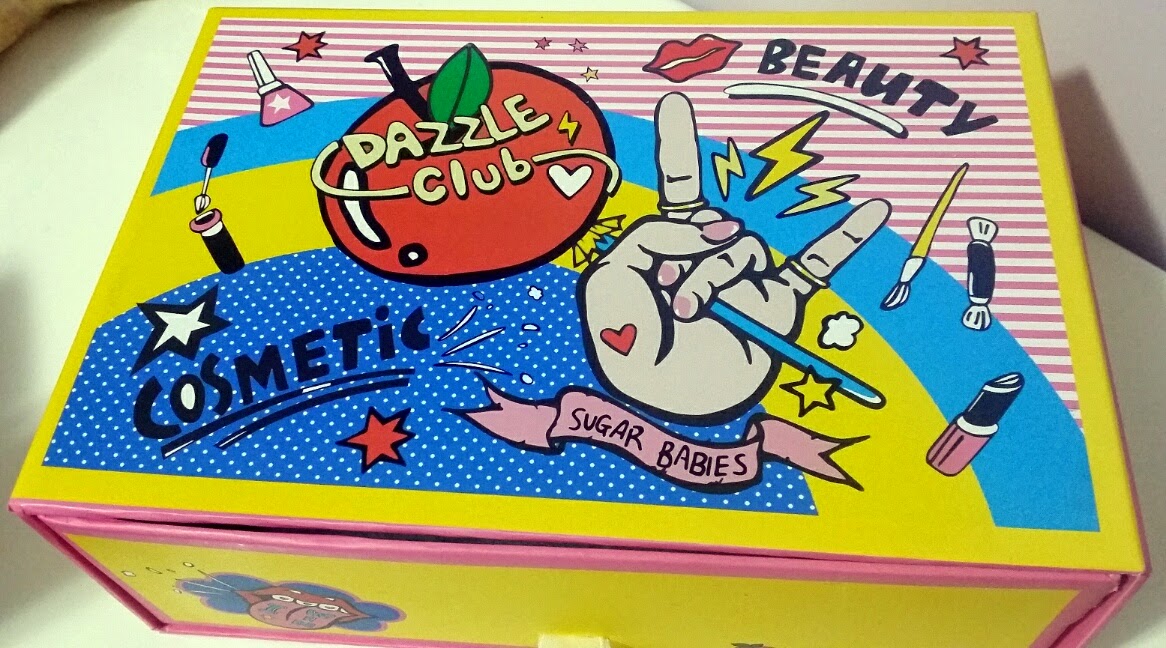 DAZZLE
Club
BEAUTY
COSMETiC
SUGAR BABIES